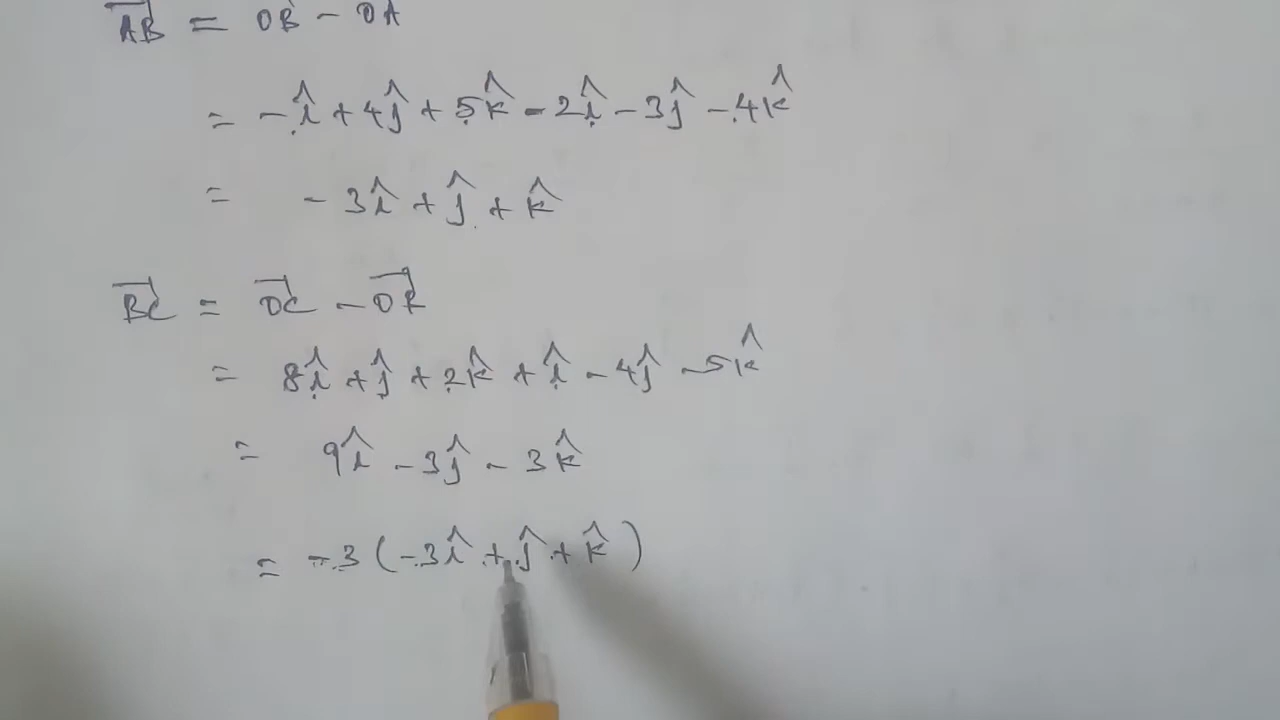 AB⃗ = OB - OA
= -î + 4ĵ + 5k̂ - 2î - 3ĵ - 4k̂
= -3î + ĵ + k̂
BC⃗ = OC⃗ - OB⃗
= 8î + ĵ + 2k̂ + î - 4ĵ - 5k̂
= 9î - 3ĵ - 3k̂
= -3(-3î + ĵ + k̂)